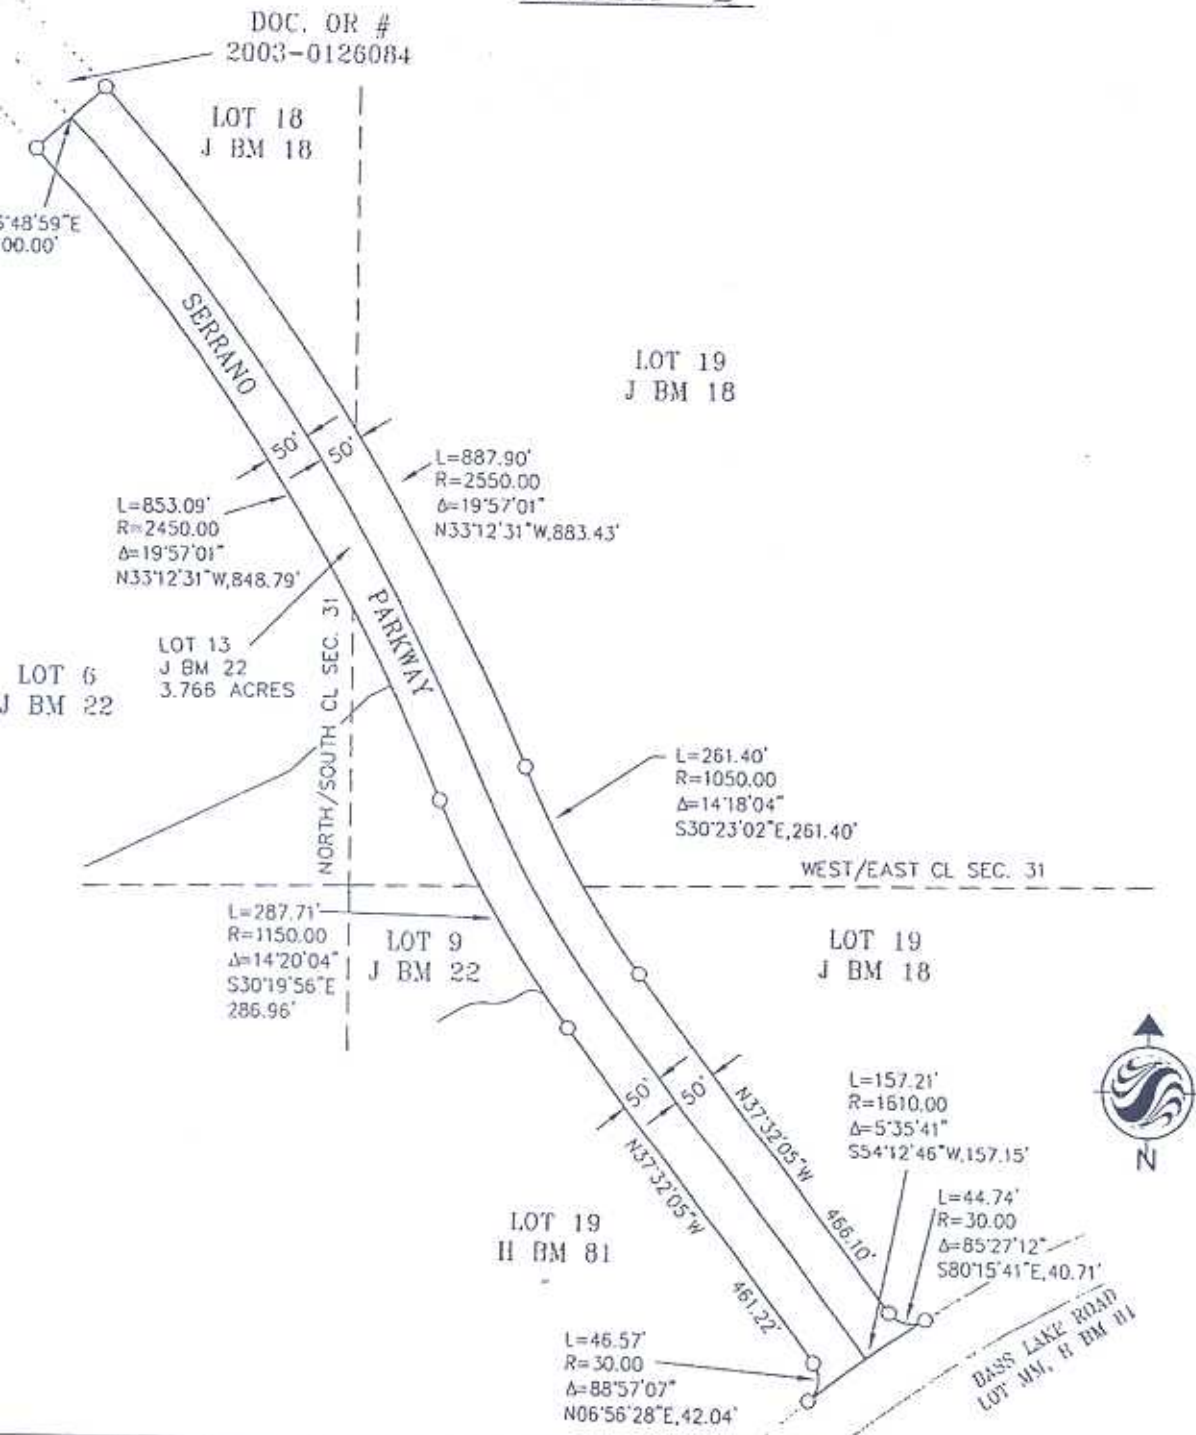 DOC. OR #
2003-0126084
LOT 18
J BM 18
48'59"E
00.00'
SERRANO
LOT 19
J BM 18
50'
50'
L=887.90'
R=2550.00
Δ=19°57'01"
N33°12'31"W,883.43'
L=853.09'
R=2450.00
Δ=19°57'01"
N33°12'31"W,848.79'
PARKWAY
LOT 13
J BM 22
3.766 ACRES
NORTH/SOUTH CL SEC. 31
LOT 6
J BM 22
L=261.40'
R=1050.00
Δ=14°18'04"
S30°23'02"E,261.40'
WEST/EAST CL SEC. 31
L=287.71'
R=1150.00
Δ=14°20'04"
S30°19'56"E
286.96'
LOT 9
J BM 22
LOT 19
J BM 18
50'
50'
N37°32'05"W
466.10'
N37°32'05"W
461.22'
L=157.21'
R=1610.00
Δ=5°35'41"
S54°12'46"W,157.15'
N
L=44.74'
R=30.00
Δ=85°27'12"
S80°15'41"E,40.71'
LOT 19
H BM 81
BASS LAKE ROAD
LOT MM, H BM 81
L=46.57'
R=30.00
Δ=88°57'07"
N06°56'28"E,42.04'